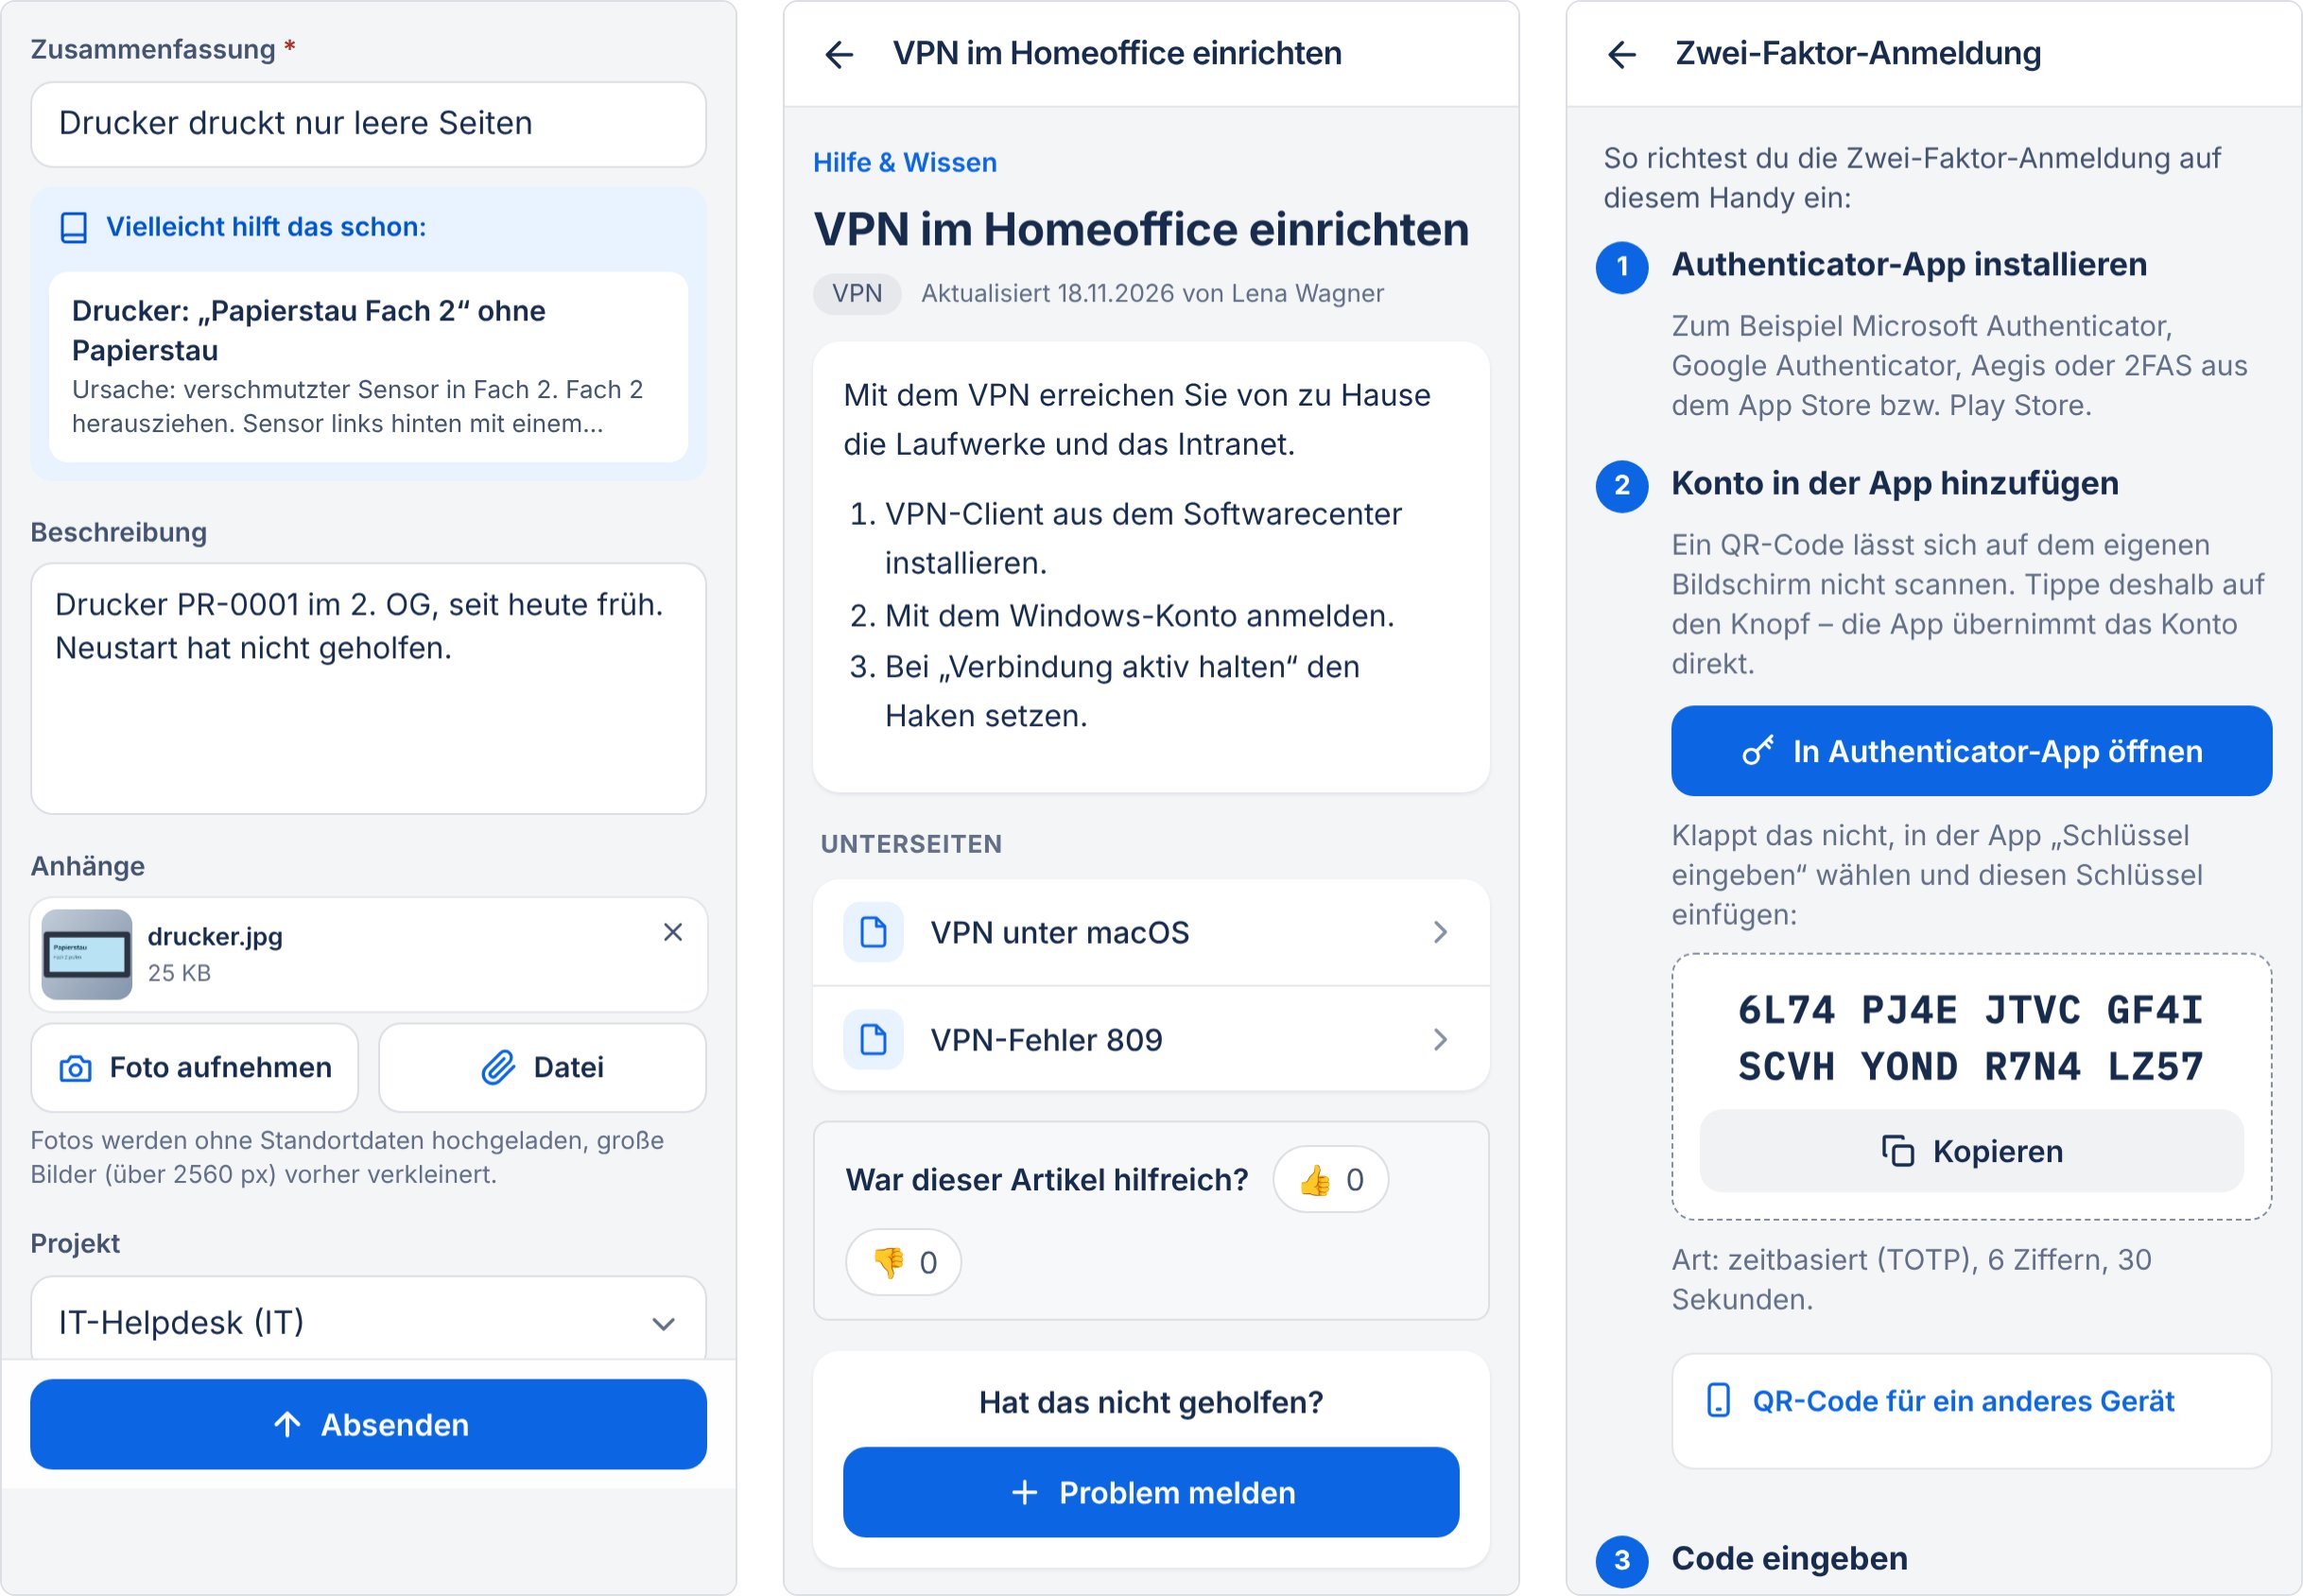 Zusammenfassung *
Drucker druckt nur leere Seiten
Vielleicht hilft das schon:
Drucker: „Papierstau Fach 2“ ohne
Papierstau
Ursache: verschmutzter Sensor in Fach 2. Fach 2
herausziehen. Sensor links hinten mit einem...
Beschreibung
Drucker PR-0001 im 2. OG, seit heute früh.
Neustart hat nicht geholfen.
Anhänge
Papierstau
drucker.jpg
25 KB
Foto aufnehmen
Datei
Fotos werden ohne Standortdaten hochgeladen, große
Bilder (über 2560 px) vorher verkleinert.
Projekt
IT-Helpdesk (IT)
Absenden
VPN im Homeoffice einrichten
Hilfe & Wissen
VPN im Homeoffice einrichten
VPN Aktualisiert 18.11.2026 von Lena Wagner
Mit dem VPN erreichen Sie von zu Hause
die Laufwerke und das Intranet.
1. VPN-Client aus dem Softwarecenter
installieren.
2. Mit dem Windows-Konto anmelden.
3. Bei „Verbindung aktiv halten“ den
Haken setzen.
UNTERSEITEN
VPN unter macOS
VPN-Fehler 809
War dieser Artikel hilfreich? 👍 0
👎 0
Hat das nicht geholfen?
Problem melden
Zwei-Faktor-Anmeldung
So richtest du die Zwei-Faktor-Anmeldung auf
diesem Handy ein:
1 Authenticator-App installieren
Zum Beispiel Microsoft Authenticator,
Google Authenticator, Aegis oder 2FAS aus
dem App Store bzw. Play Store.
2 Konto in der App hinzufügen
Ein QR-Code lässt sich auf dem eigenen
Bildschirm nicht scannen. Tippe deshalb auf
den Knopf – die App übernimmt das Konto
direkt.
In Authenticator-App öffnen
Klappt das nicht, in der App „Schlüssel
eingeben“ wählen und diesen Schlüssel
einfügen:
6L74 PJ4E JTVC GF4I
SCVH YOND R7N4 LZ57
Kopieren
Art: zeitbasiert (TOTP), 6 Ziffern, 30
Sekunden.
QR-Code für ein anderes Gerät
3 Code eingeben